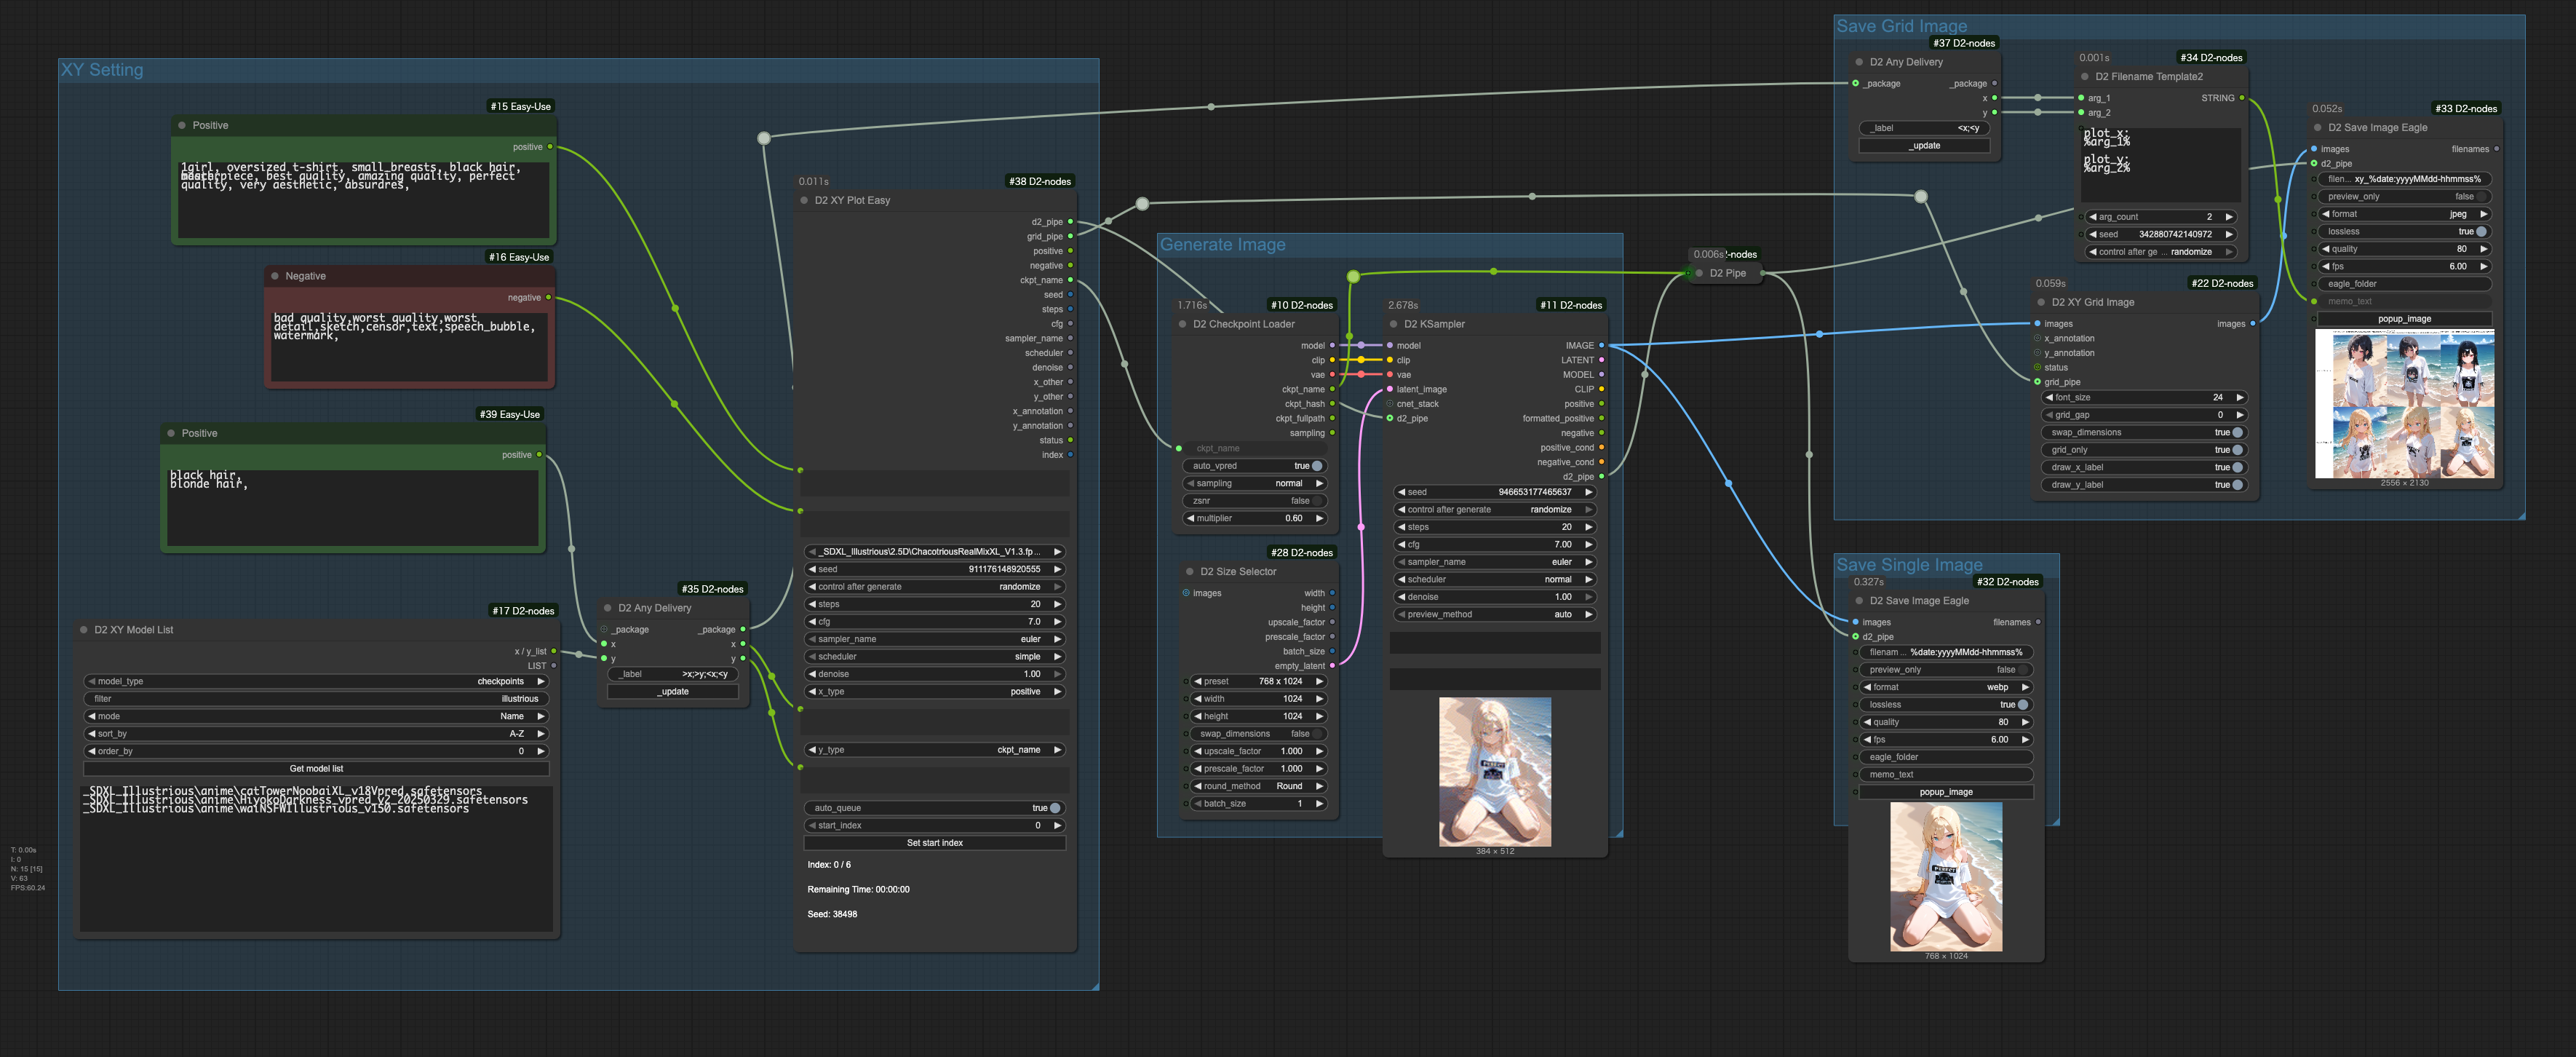 XY Setting
#15 Easy-Use
Positive
positive
1girl, oversized t-shirt, small_breasts, black hair,
masterpiece, best quality, amazing quality, perfect
quality, very aesthetic, absurdres,
#16 Easy-Use
Negative
negative
bad quality,worst quality,worst
detail,sketch,censor,text,speech_bubble,
watermark,
#39 Easy-Use
Positive
positive
black hair,
blonde hair,
#17 D2-nodes
D2 XY Model List
x / y_list
LIST
model_type checkpoints
filter illustrious
mode Name
sort_by A-Z
order_by 0
Get model list
_SDXL_Illustrious\anime\catTowerNoobaiXL_v18Vpred.safetensors
_SDXL_Illustrious\anime\HiyokoDarkness_vpred_v2_20250329.safetensors
_SDXL_Illustrious\anime\waiNSFWIllustrious_v150.safetensors
#35 D2-nodes
D2 Any Delivery
_package _package
x x
y y
_label >x;>y;<x;<y
_update
0.011s
#38 D2-nodes
D2 XY Plot Easy
d2_pipe
grid_pipe
positive
negative
ckpt_name
seed
steps
cfg
sampler_name
scheduler
denoise
x_other
y_other
x_annotation
y_annotation
status
index
_SDXL_Illustrious\2.5D\ChacotriousRealMixXL_V1.3.fp ...
seed 911176148920555
control after generate randomize
steps 20
cfg 7.0
sampler_name euler
scheduler simple
denoise 1.00
x_type positive
y_type ckpt_name
auto_queue true
start_index 0
Set start index
Index: 0 / 6
Remaining Time: 00:00:00
Seed: 38498
T: 0.00s
I: 0
N: 15 [15]
V: 63
FPS:60.24
Generate Image
1.716s
#10 D2-nodes
D2 Checkpoint Loader
model
clip
vae
ckpt_name
ckpt_hash
ckpt_fullpath
sampling
ckpt_name
auto_vpred true
sampling normal
zsnr false
multiplier 0.60
#28 D2-nodes
D2 Size Selector
images width
height
upscale_factor
prescale_factor
batch_size
empty_latent
preset 768 x 1024
width 1024
height 1024
swap_dimensions false
upscale_factor 1.000
prescale_factor 1.000
round_method Round
batch_size 1
2.678s
#11 D2-nodes
D2 KSampler
model IMAGE
clip LATENT
vae MODEL
latent_image CLIP
cnet_stack positive
d2_pipe formatted_positive
negative
positive_cond
negative_cond
d2_pipe
seed 946653177465637
control after generate randomize
steps 20
cfg 7.00
sampler_name euler
scheduler normal
denoise 1.00
preview_method auto
384 × 512
0.006s
-nodes
D2 Pipe
Save Grid Image
#37 D2-nodes
D2 Any Delivery
_package _package
x
y
_label <x;<y
_update
0.001s
#34 D2-nodes
D2 Filename Template2
arg_1 STRING
arg_2
plot_x:
%arg_1%
plot_y:
%arg_2%
arg_count 2
seed 342880742140972
control after ge ... randomize
0.059s
#22 D2-nodes
D2 XY Grid Image
images images
x_annotation
y_annotation
status
grid_pipe
font_size 24
grid_gap 0
swap_dimensions true
grid_only true
draw_x_label true
draw_y_label true
0.052s
#33 D2-nodes
D2 Save Image Eagle
images filenames
d2_pipe
filen... xy_%date:yyyyMMdd-hhmmss%
preview_only false
format jpeg
lossless true
quality 80
fps 6.00
eagle_folder
memo_text
popup_image
2556 × 2130
Save Single Image
0.327s
#32 D2-nodes
D2 Save Image Eagle
images filenames
d2_pipe
filenam ... %date:yyyyMMdd-hhmmss%
preview_only false
format webp
lossless true
quality 80
fps 6.00
eagle_folder
memo_text
popup_image
768 × 1024